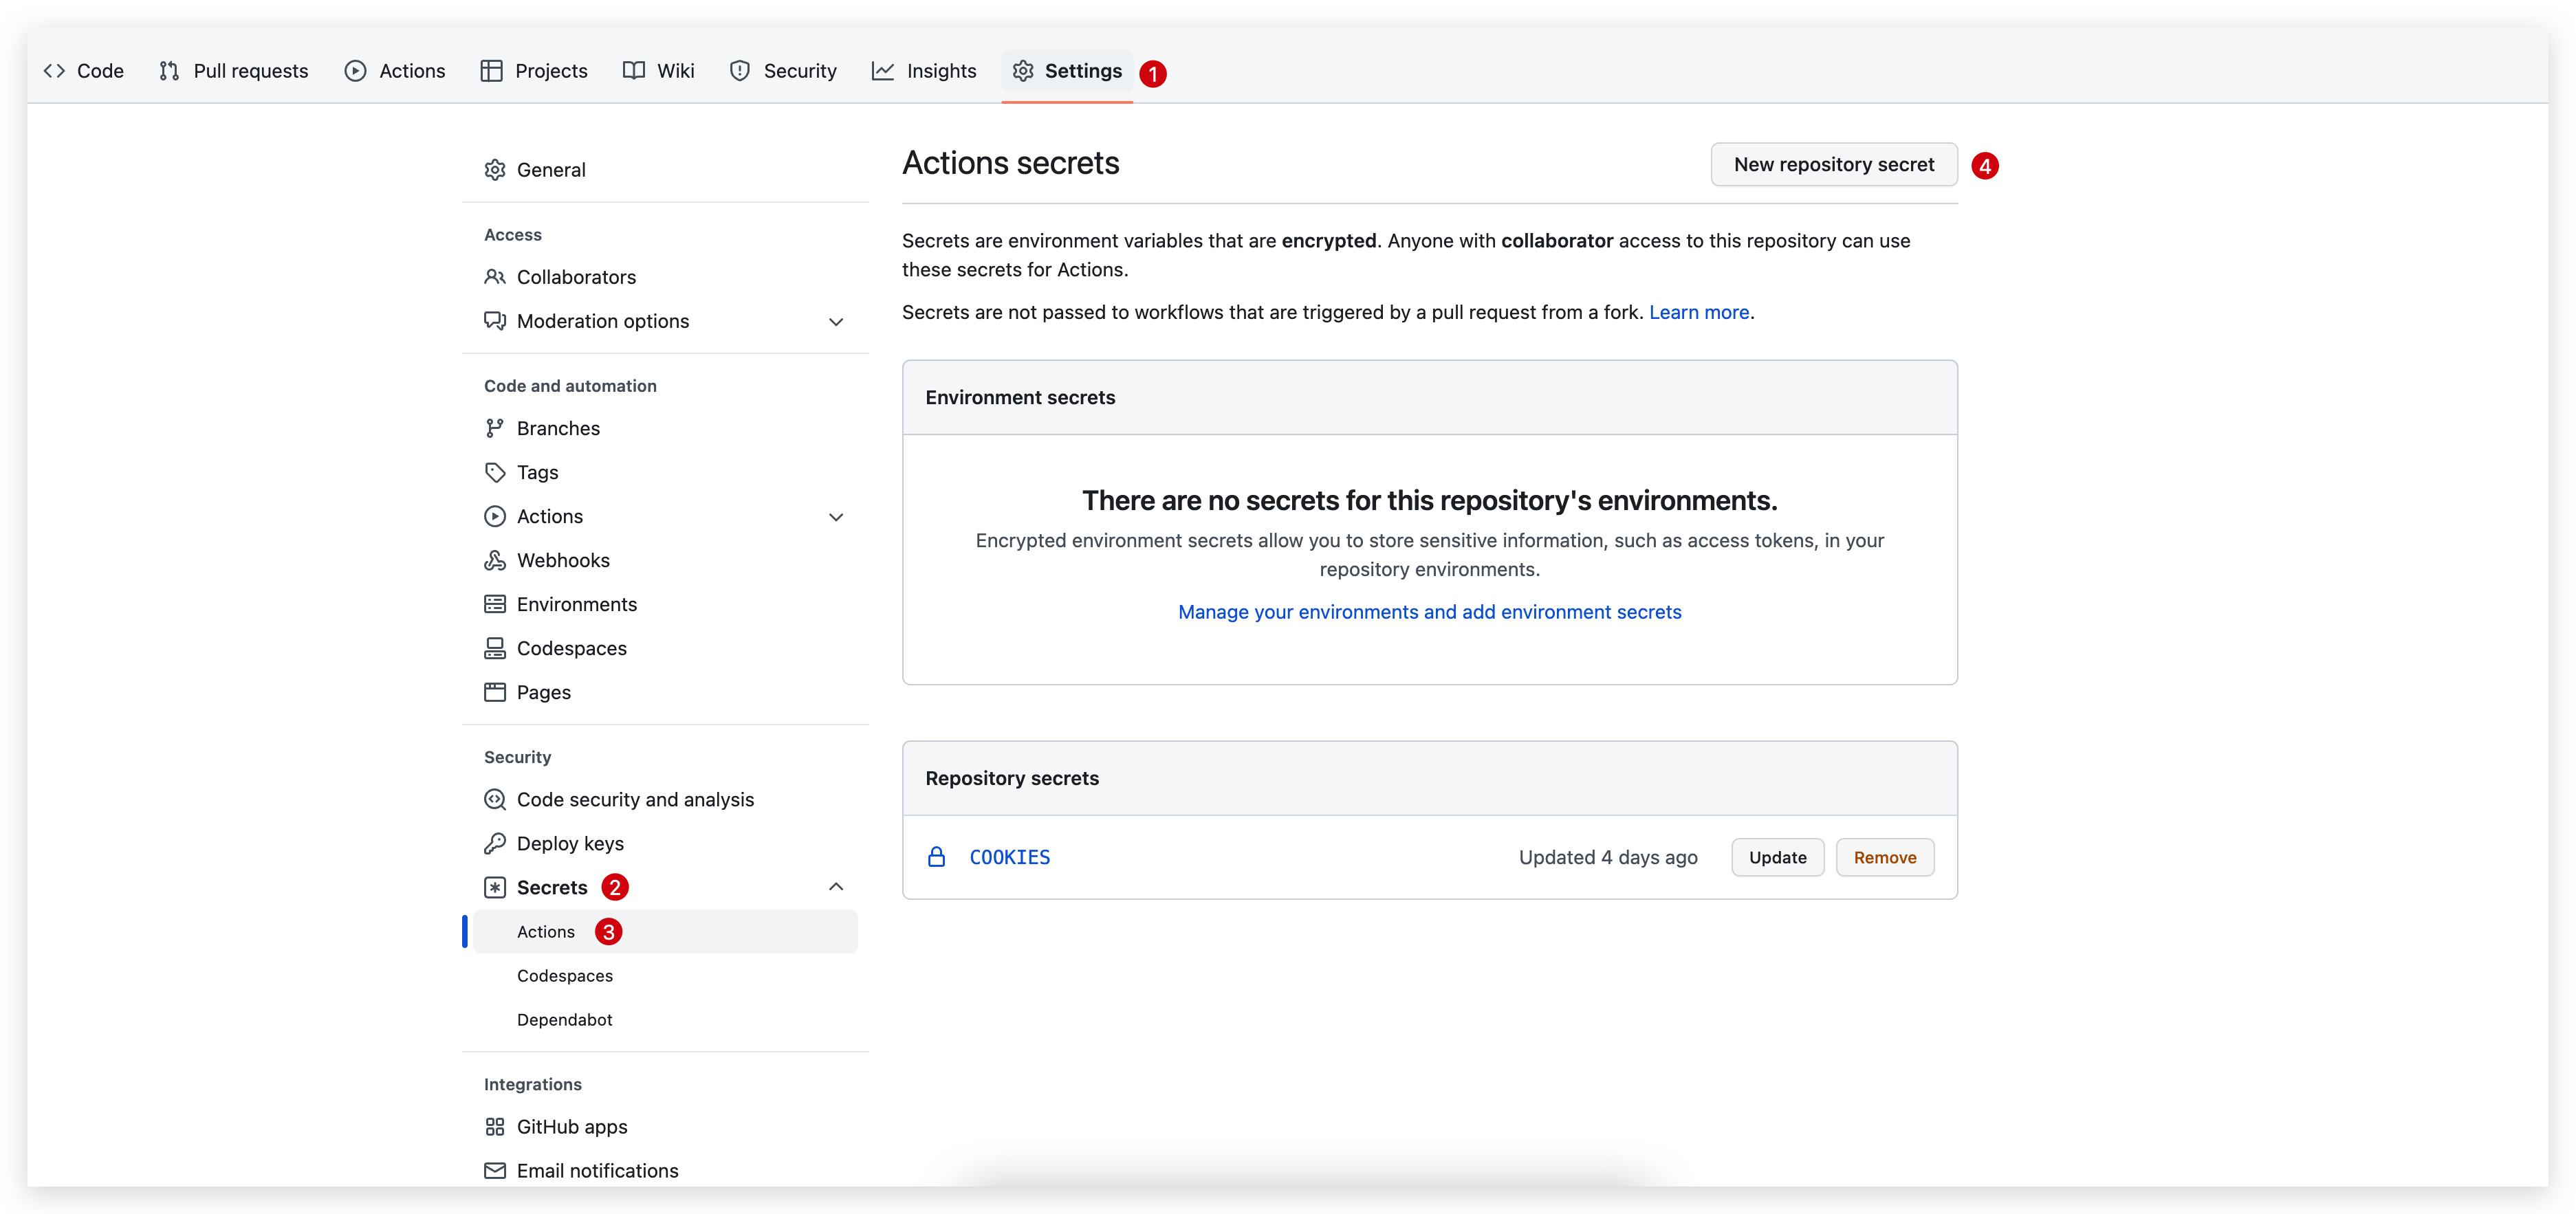 Code Pull requests Actions Projects Wiki Security Insights Settings 1
General
Access
Collaborators
Moderation options
Code and automation
Branches
Tags
Actions
Webhooks
Environments
Codespaces
Pages
Security
Code security and analysis
Deploy keys
Secrets 2
Actions 3
Codespaces
Dependabot
Integrations
GitHub apps
Email notifications
Actions secrets
New repository secret 4
Secrets are environment variables that are encrypted. Anyone with collaborator access to this repository can use
these secrets for Actions.
Secrets are not passed to workflows that are triggered by a pull request from a fork. Learn more.
Environment secrets
There are no secrets for this repository's environments.
Encrypted environment secrets allow you to store sensitive information, such as access tokens, in your
repository environments.
Manage your environments and add environment secrets
Repository secrets
COOKIES Updated 4 days ago Update Remove